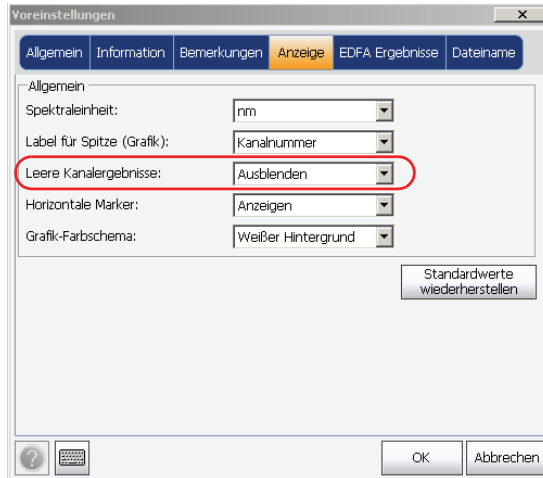 Voreinstellungen
Allgemein Information Bemerkungen Anzeige EDFA Ergebnisse Dateiname
Allgemein
Spektraleinheit: nm
Label für Spitze (Grafik): Kanalnummer
Leere Kanalergebnisse: Ausblenden
Horizontale Marker: Anzeigen
Grafik-Farbschema: Weißer Hintergrund
Standardwerte
wiederherstellen
OK Abbrechen